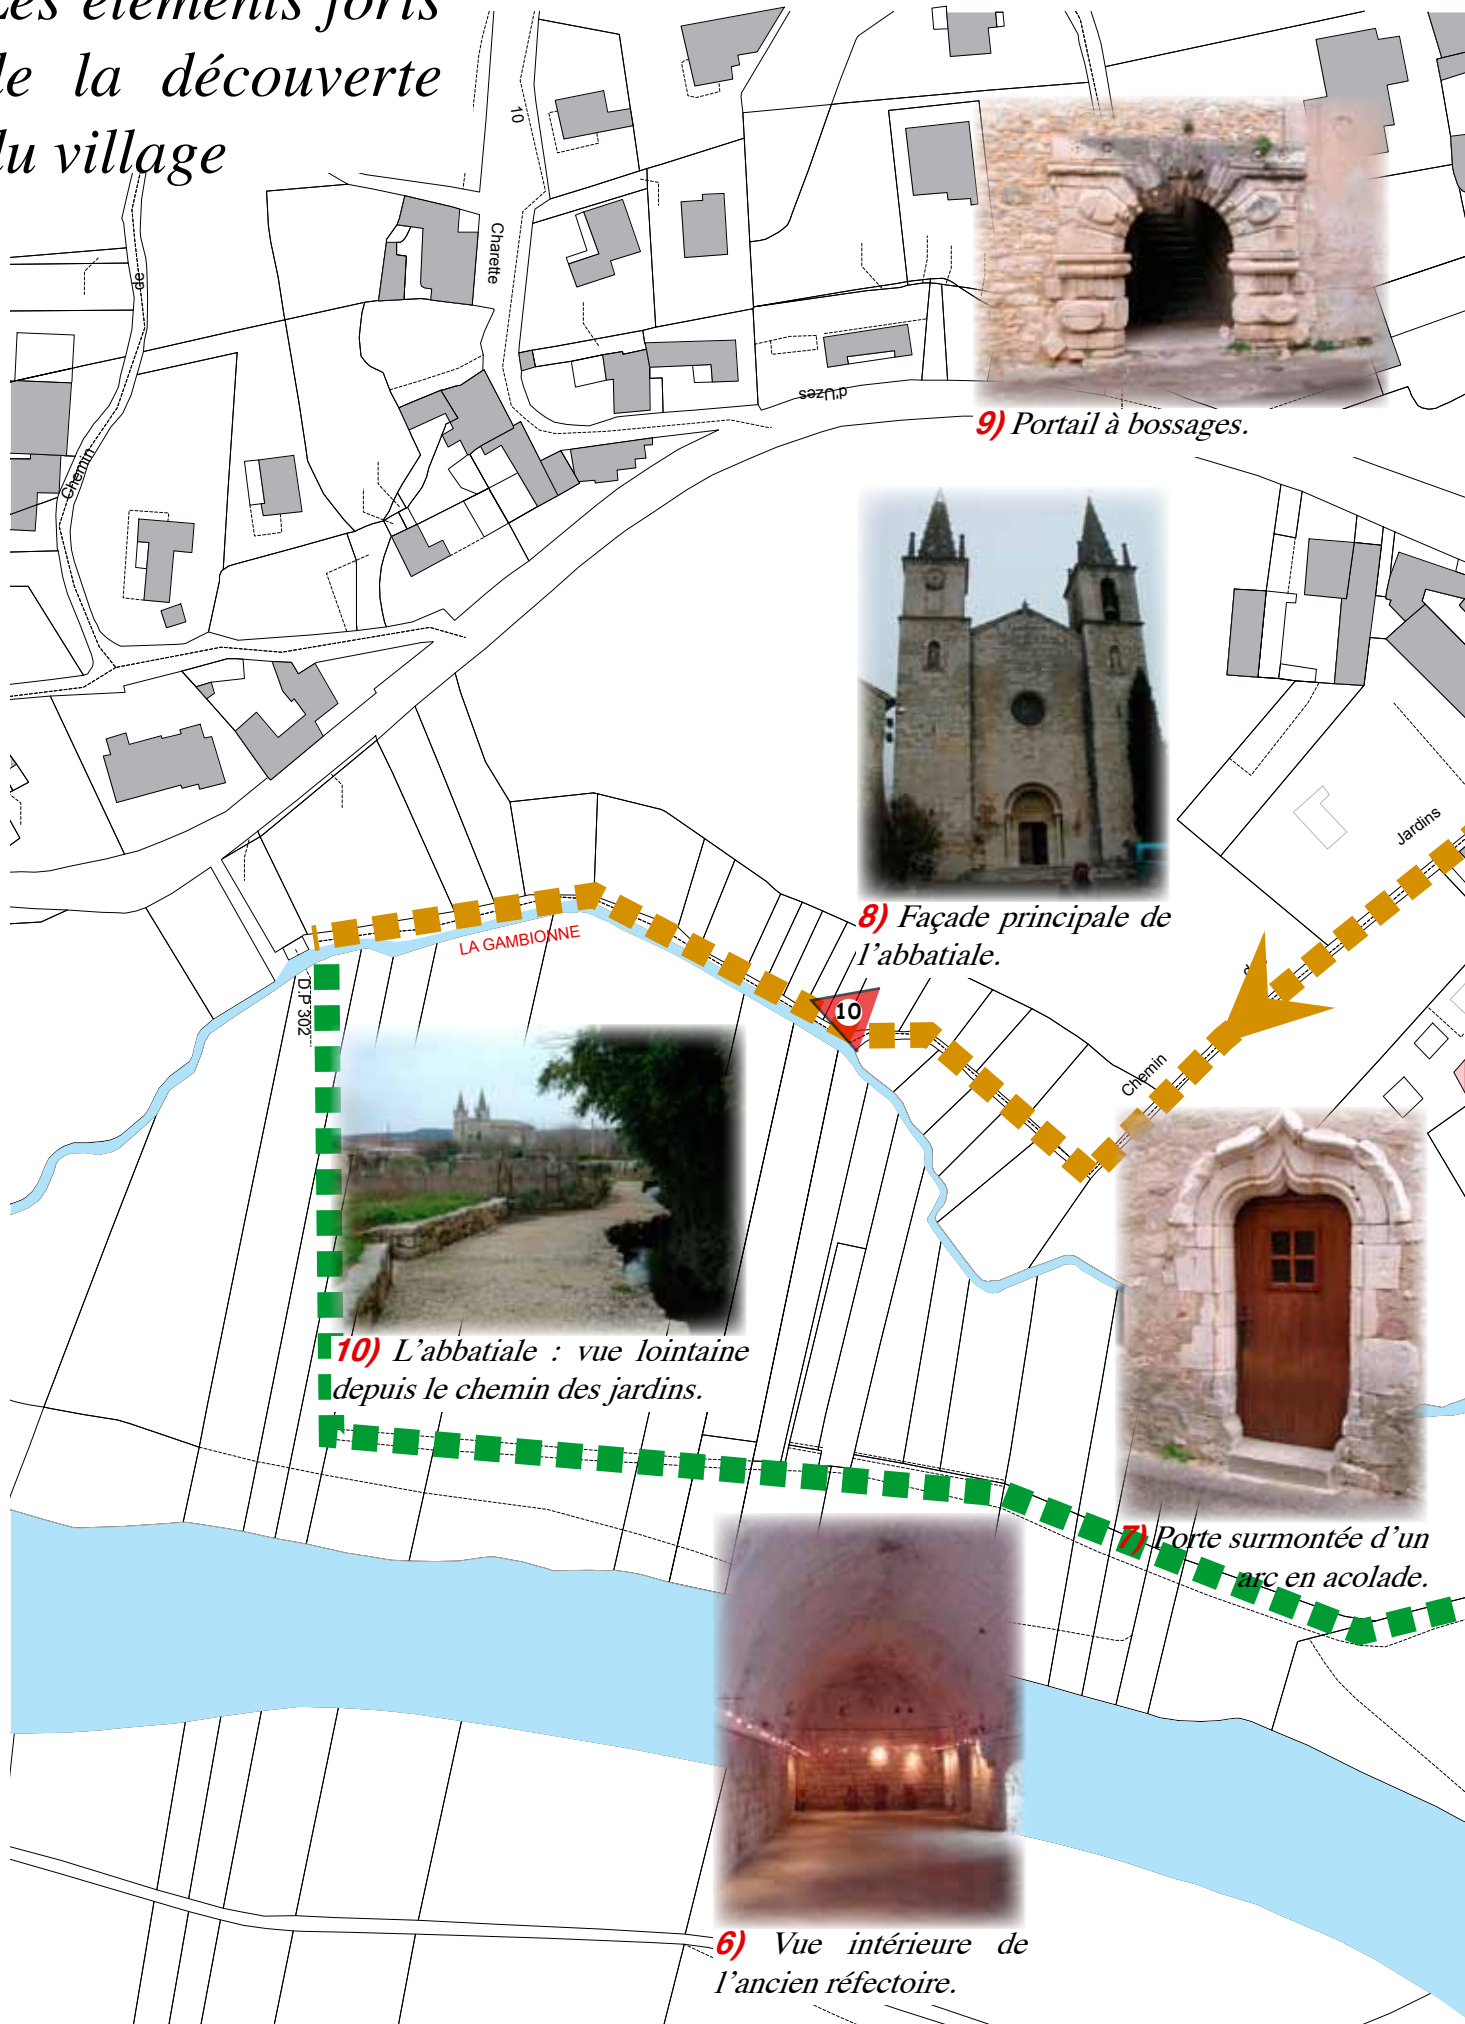 Les éléments forts
de la découverte
du village
10
Charette
de
Chemin
d'Uzes
9) Portail à bossages.
8) Façade principale de
l'abbatiale.
Jardins
LA GAMBIONNE
D.P 302
10
Chemin
10) L'abbatiale : vue lointaine
depuis le chemin des jardins.
7) Porte surmontée d'un
arc en acolade.
6) Vue intérieure de
l'ancien réfectoire.